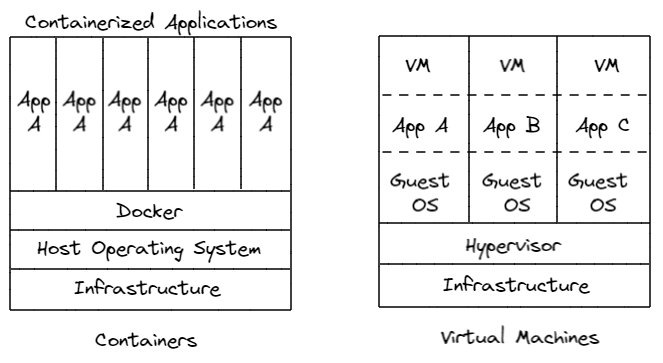 Containerized Applications
App App App App App App
A A A A A A
Docker
Host Operating System
Infrastructure
Containers
VM VM VM
App A App B App C
Guest Guest Guest
OS OS OS
Hypervisor
Infrastructure
Virtual Machines